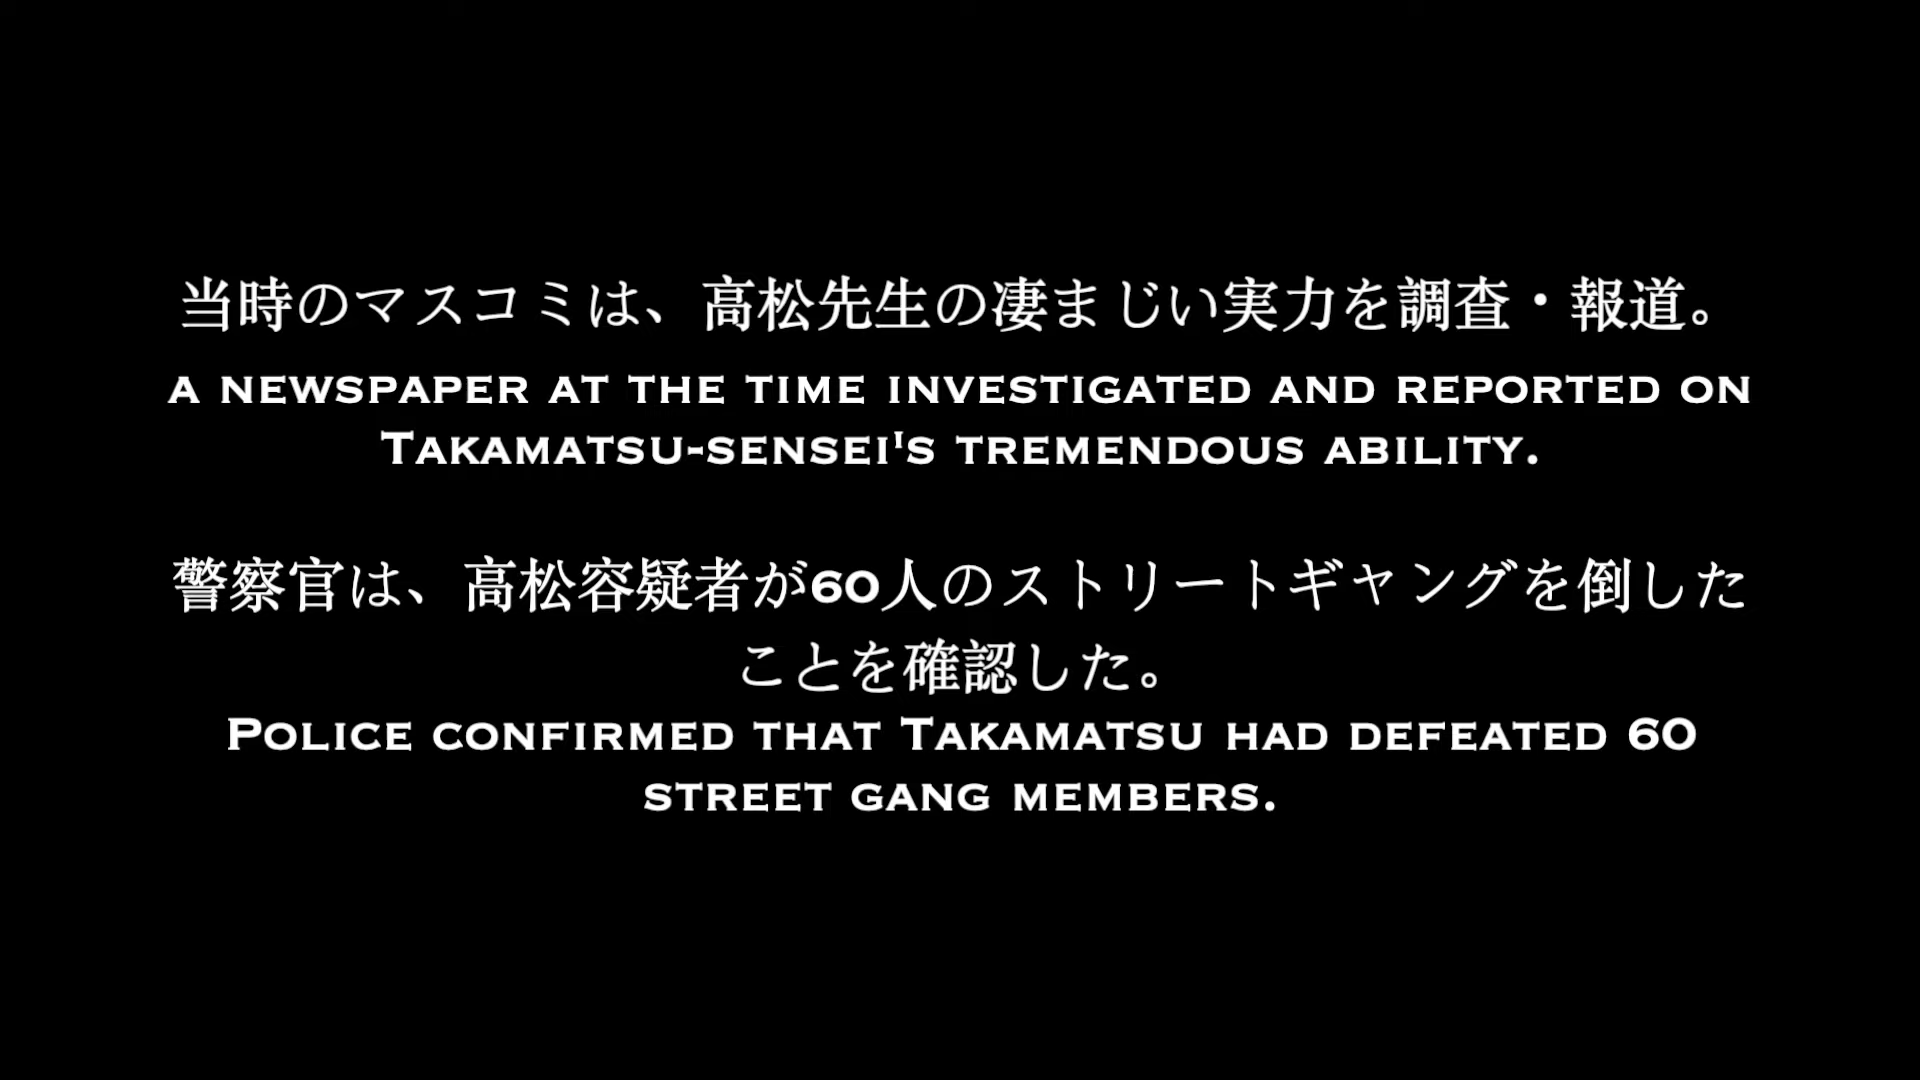 当時のマスコミは、高松先生の凄まじい実力を調査・報道。
A NEWSPAPER AT THE TIME INVESTIGATED AND REPORTED ON
TAKAMATSU-SENSEI'S TREMENDOUS ABILITY.
警察官は、高松容疑者が60人のストリートギャングを倒した
ことを確認した。
POLICE CONFIRMED THAT TAKAMATSU HAD DEFEATED 60
STREET GANG MEMBERS.